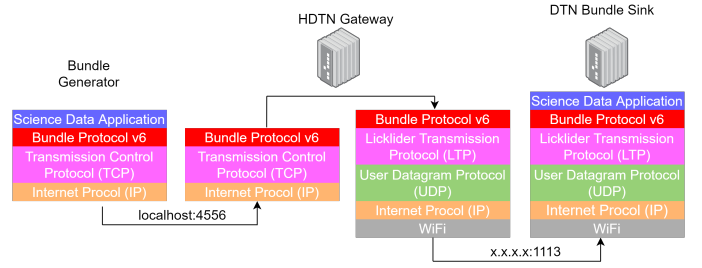 HDTN Gateway
DTN Bundle Sink
Bundle
Generator
Science Data Application
Bundle Protocol v6
Transmission Control
Protocol (TCP)
Internet Procol (IP)
localhost:4556
Bundle Protocol v6
Transmission Control
Protocol (TCP)
Internet Procol (IP)
Bundle Protocol v6
Licklider Transmission
Protocol (LTP)
User Datagram Protocol
(UDP)
Internet Procol (IP)
WiFi
x.x.x.x:1113
Science Data Application
Bundle Protocol v6
Licklider Transmission
Protocol (LTP)
User Datagram Protocol
(UDP)
Internet Procol (IP)
WiFi